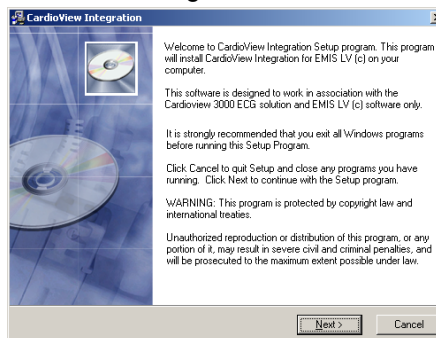 CardioView Integration
Welcome to CardioView Integration Setup program. This program
will install CardioView Integration for EMIS LV (c) on your
computer.
This software is designed to work in association with the
Cardioview 3000 ECG solution and EMIS LV (c) software only.
It is strongly recommended that you exit all Windows programs
before running this Setup Program.
Click Cancel to quit Setup and close any programs you have
running. Click Next to continue with the Setup program.
WARNING: This program is protected by copyright law and
international treaties.
Unauthorized reproduction or distribution of this program, or any
portion of it, may result in severe civil and criminal penalties, and
will be prosecuted to the maximum extent possible under law.
Next > Cancel